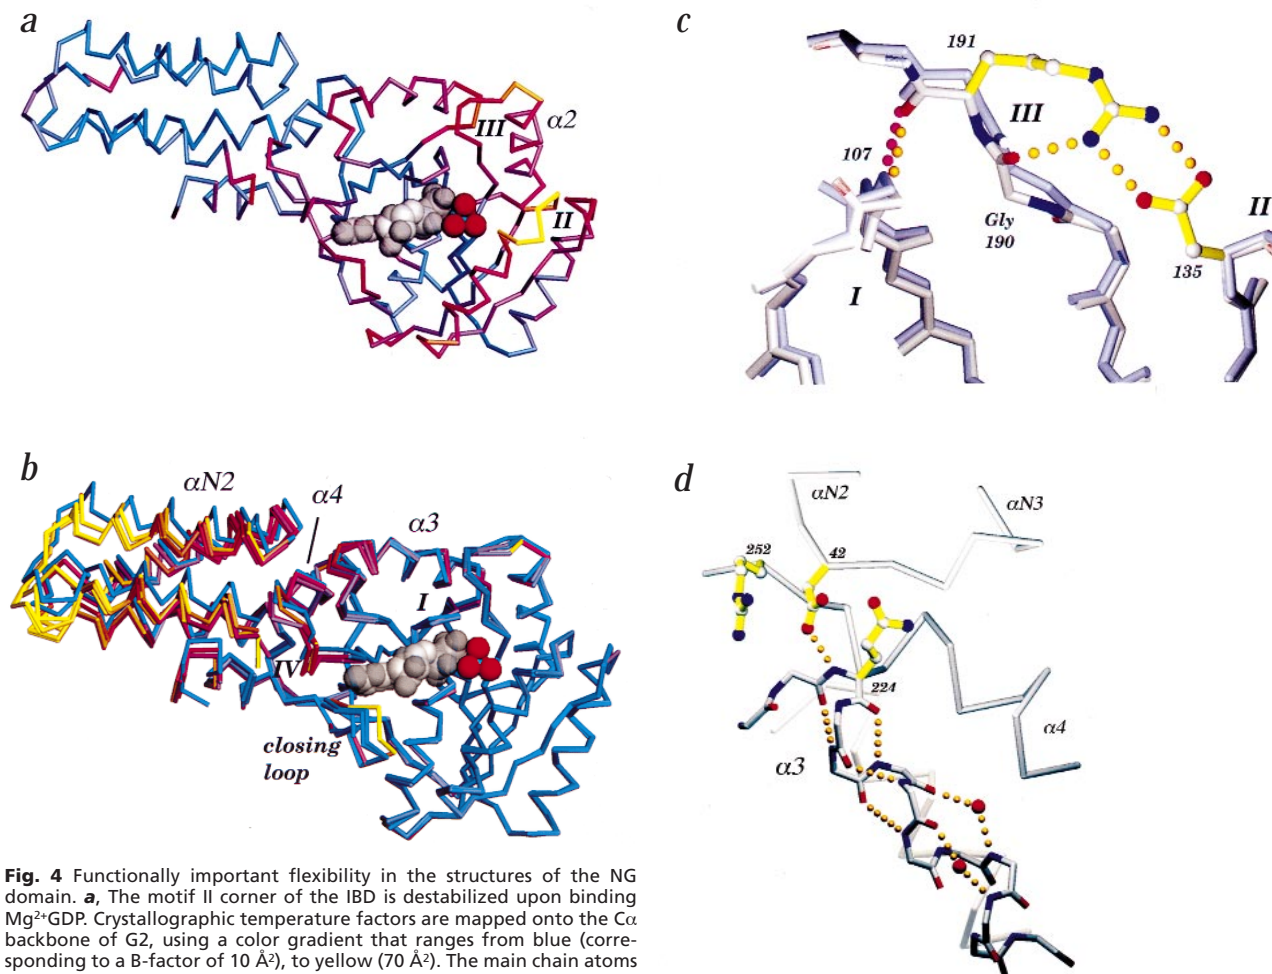 a
III
α2
II
c
191
III
107
Gly
190
II
135
I
b
αN2
α4
α3
I
IV
closing
loop
d
αN2
αN3
252
42
224
α4
α3
Fig. 4 Functionally important flexibility in the structures of the NG
domain. a, The motif II corner of the IBD is destabilized upon binding
Mg²⁺GDP. Crystallographic temperature factors are mapped onto the Cα
backbone of G2, using a color gradient that ranges from blue (corre-
sponding to a B-factor of 10 Å²), to yellow (70 Å²). The main chain atoms